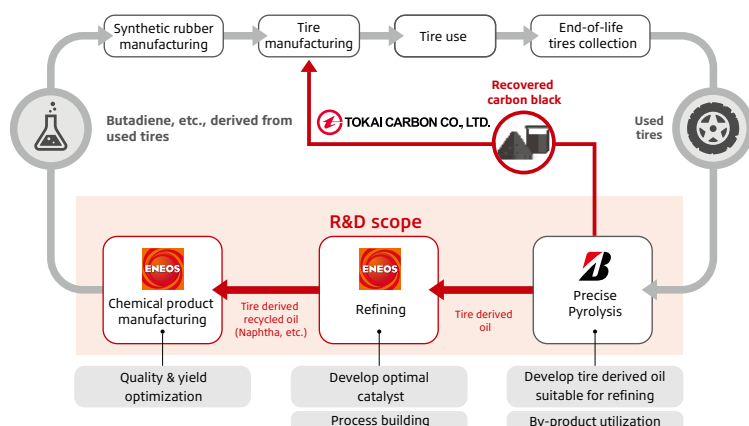 Synthetic rubber
manufacturing
Tire
manufacturing
Tire use
End-of-life
tires collection
Recovered
carbon black
Butadiene, etc., derived from
used tires
TOKAI CARBON CO., LTD.
Used
tires
R&D scope
ENEOS
Chemical product
manufacturing
Tire derived
recycled oil
(Naphtha, etc.)
ENEOS
Refining
Tire derived
oil
B
Precise
Pyrolysis
Quality & yield
optimization
Develop optimal
catalyst
Process building
Develop tire derived oil
suitable for refining
By-product utilization